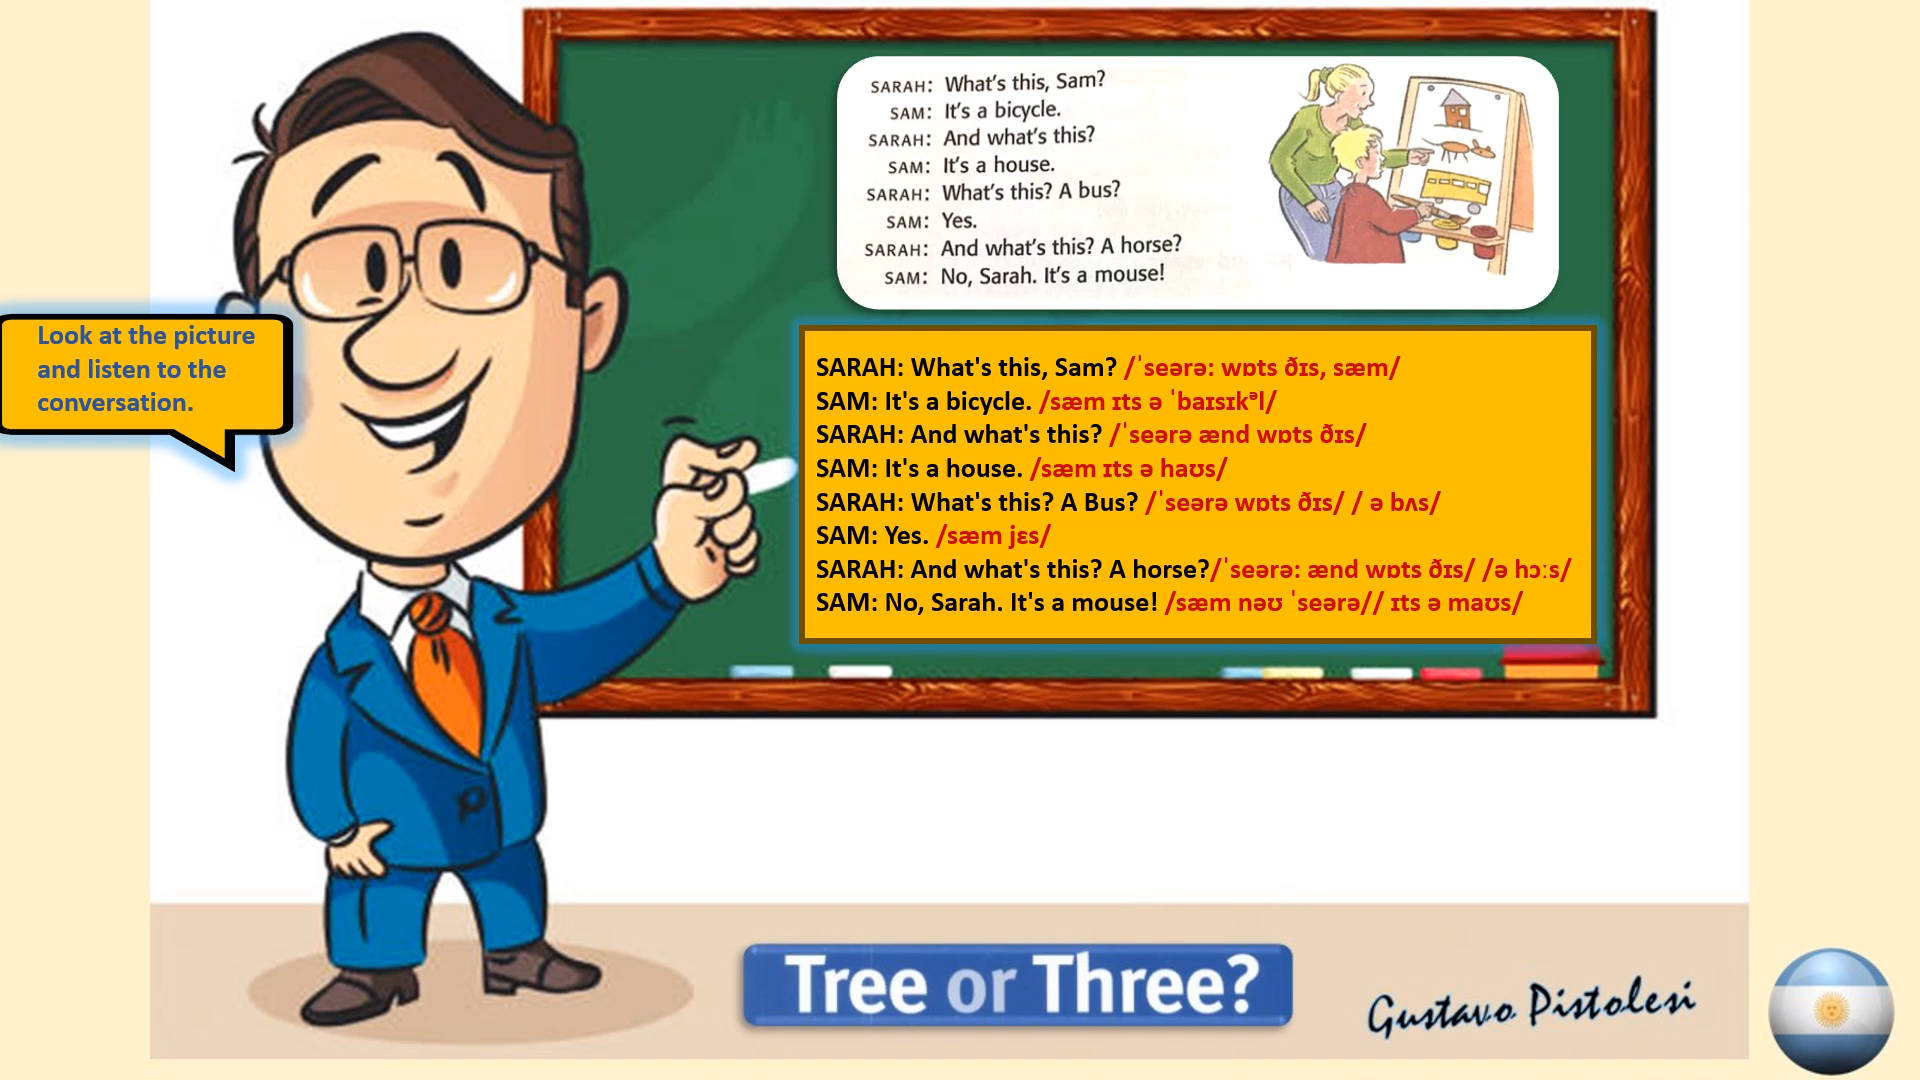 SARAH: What's this, Sam?
SAM: It's a bicycle.
SARAH: And what's this?
SAM: It's a house.
SARAH: What's this? A bus?
SAM: Yes.
SARAH: And what's this? A horse?
SAM: No, Sarah. It's a mouse!
Look at the picture
and listen to the
conversation.
SARAH: What's this, Sam? /ˈseərə: wɒts ðɪs, sæm/
SAM: It's a bicycle. /sæm ɪts ə ˈbaɪsɪkᵊl/
SARAH: And what's this? /ˈseərə ænd wɒts ðɪs/
SAM: It's a house. /sæm ɪts ə haʊs/
SARAH: What's this? A Bus? /ˈseərə wɒts ðɪs/ / ə bʌs/
SAM: Yes. /sæm jɛs/
SARAH: And what's this? A horse?/ˈseərə: ænd wɒts ðɪs/ /ə hɔːs/
SAM: No, Sarah. It's a mouse! /sæm nəʊ ˈseərə// ɪts ə maʊs/
Tree or Three?
Gustavo Pistolesi